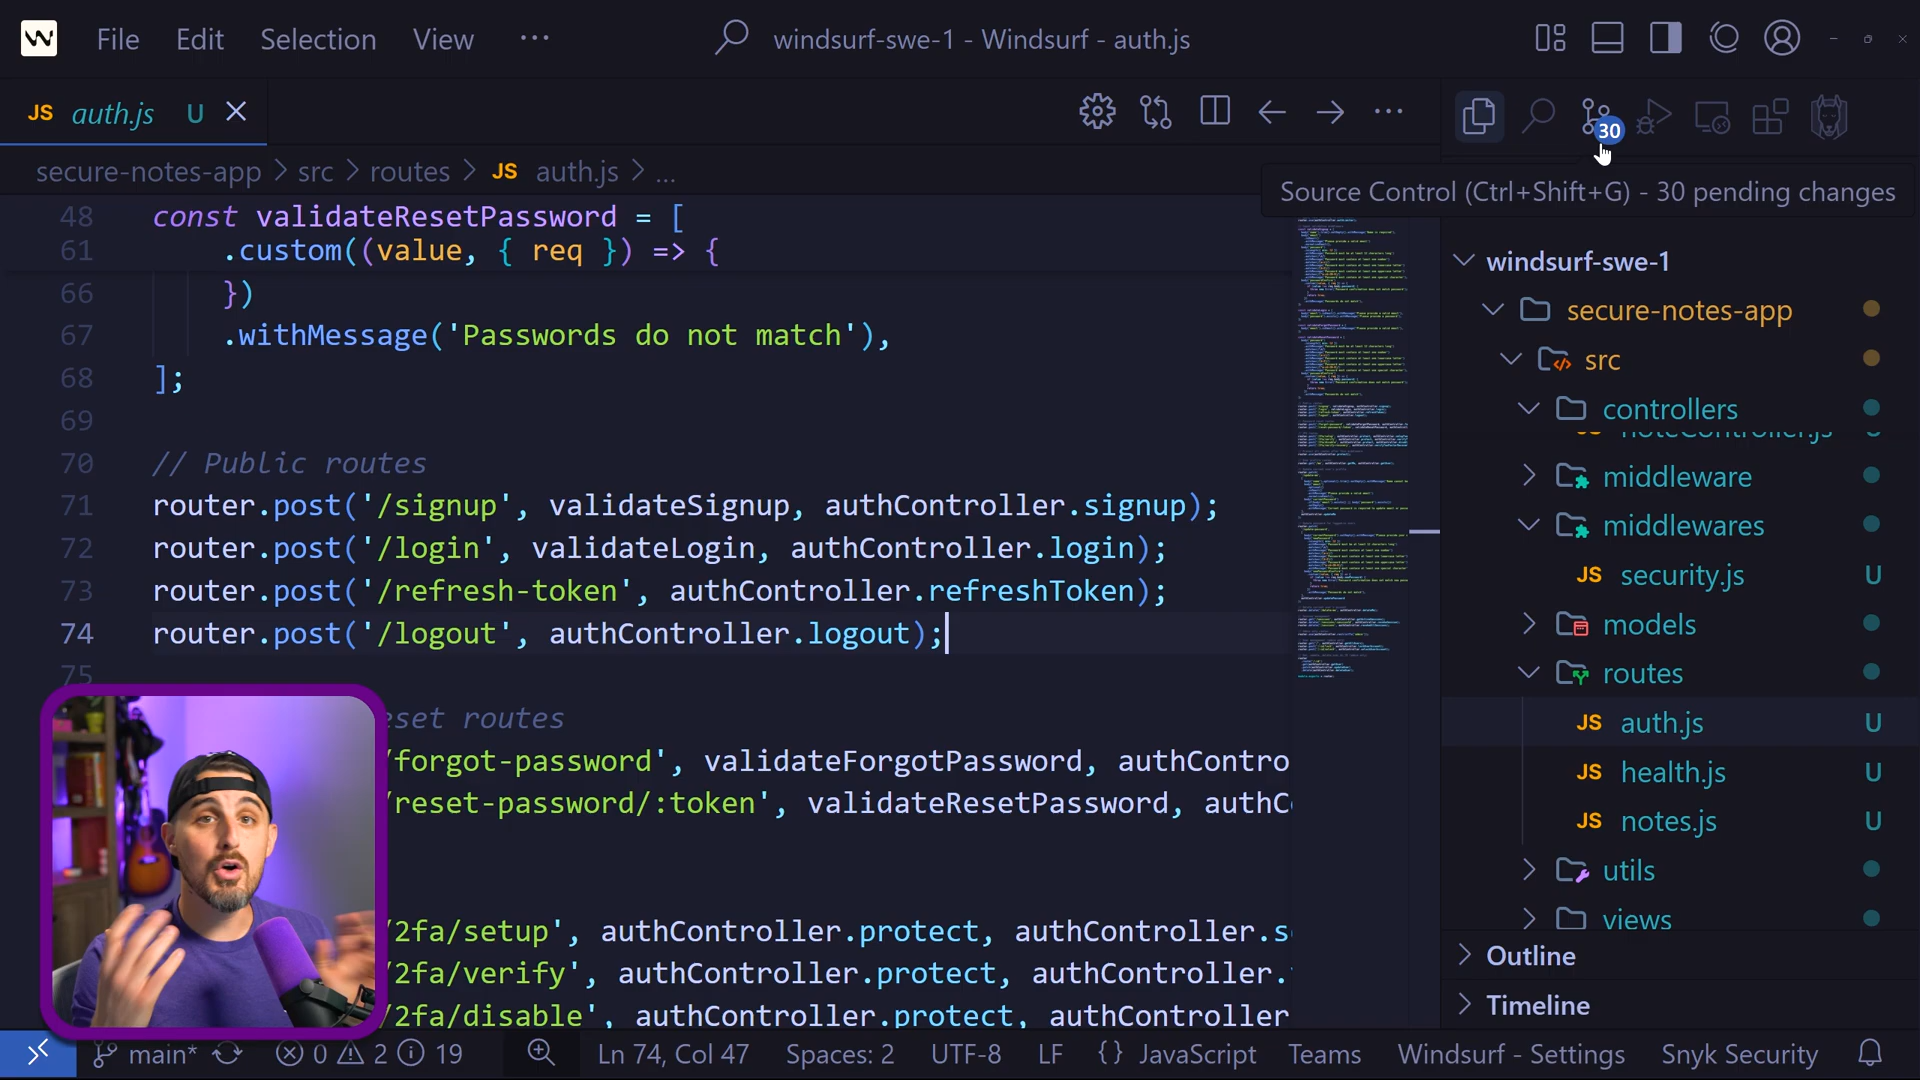 File Edit Selection View ···
windsurf-swe-1 - Windsurf - auth.js
JS auth.js U
30
secure-notes-app > src > routes > JS auth.js > ...
Source Control (Ctrl+Shift+G) - 30 pending changes
48 const validateResetPassword = [
61 .custom((value, { req }) => {
66 })
67 .withMessage('Passwords do not match'),
68 ];
69
70 // Public routes
71 router.post('/signup', validateSignup, authController.signup);
72 router.post('/login', validateLogin, authController.login);
73 router.post('/refresh-token', authController.refreshToken);
74 router.post('/logout', authController.logout);
75
eset routes
/forgot-password', validateForgotPassword, authContro
/reset-password/:token', validateResetPassword, authC
/2fa/setup', authController.protect, authController.s
/2fa/verify', authController.protect, authController.
/2fa/disable', authController.protect, authController
windsurf-swe-1
secure-notes-app
src
controllers
noteController.js
middleware
middlewares
JS security.js U
models
routes
JS auth.js U
JS health.js U
JS notes.js U
utils
views
Outline
Timeline
main* 0 2 19 Ln 74, Col 47 Spaces: 2 UTF-8 LF {} JavaScript Teams Windsurf - Settings Snyk Security